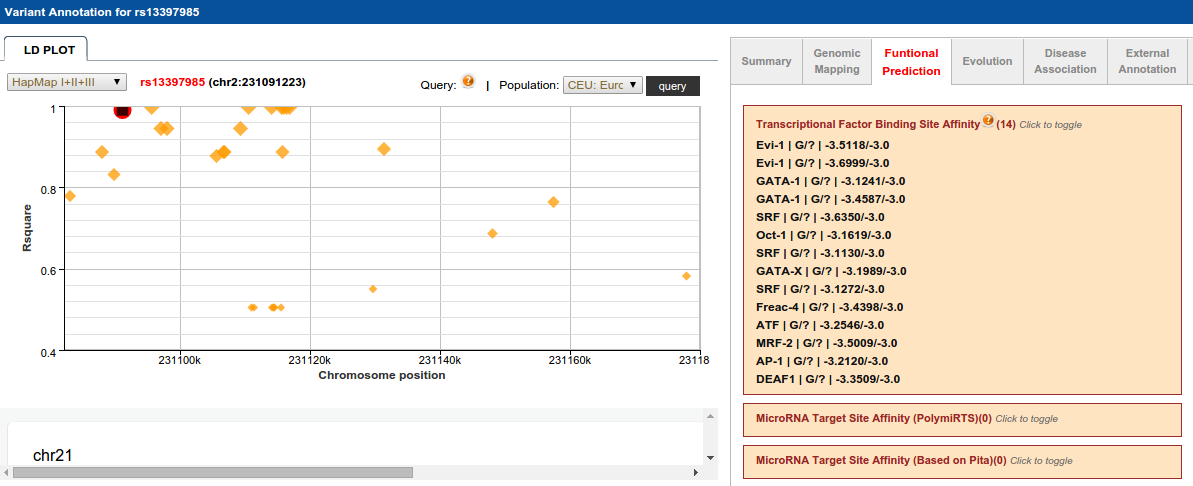 Variant Annotation for rs13397985
LD PLOT
HapMap I+II+III
rs13397985 (chr2:231091223)
Query: ? | Population: CEU: Eurc query
1
0.8
0.6
0.4
Rsquare
231100k 231120k 231140k 231160k 23118
Chromosome position
chr21
Summary
Genomic
Mapping
Funtional
Prediction
Evolution
Disease
Association
External
Annotation
Transcriptional Factor Binding Site Affinity ? (14) Click to toggle
Evi-1 | G/? | -3.5118/-3.0
Evi-1 | G/? | -3.6999/-3.0
GATA-1 | G/? | -3.1241/-3.0
GATA-1 | G/? | -3.4587/-3.0
SRF | G/? | -3.6350/-3.0
Oct-1 | G/? | -3.1619/-3.0
SRF | G/? | -3.1130/-3.0
GATA-X | G/? | -3.1989/-3.0
SRF | G/? | -3.1272/-3.0
Freac-4 | G/? | -3.4398/-3.0
ATF | G/? | -3.2546/-3.0
MRF-2 | G/? | -3.5009/-3.0
AP-1 | G/? | -3.2120/-3.0
DEAF1 | G/? | -3.3509/-3.0
MicroRNA Target Site Affinity (PolymiRTS)(0) Click to toggle
MicroRNA Target Site Affinity (Based on Pita)(0) Click to toggle